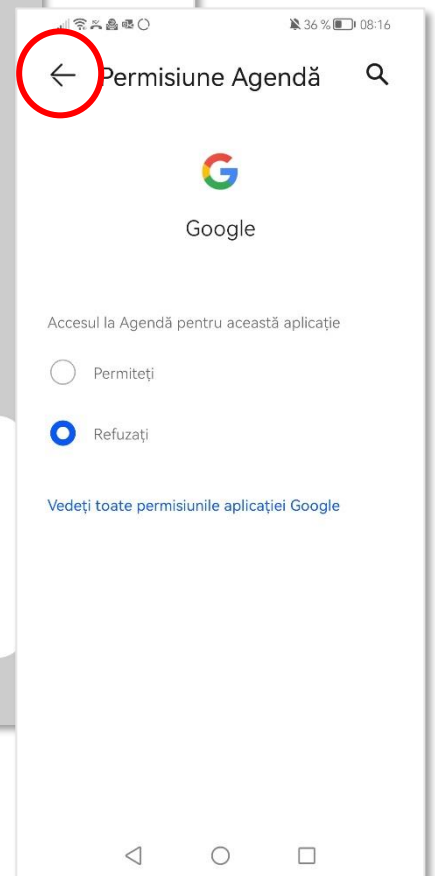 36 % 08:16
Permisiune Agendă
Google
Accesul la Agendă pentru această aplicație
Permiteți
Refuzați
Vedeți toate permisiunile aplicației Google